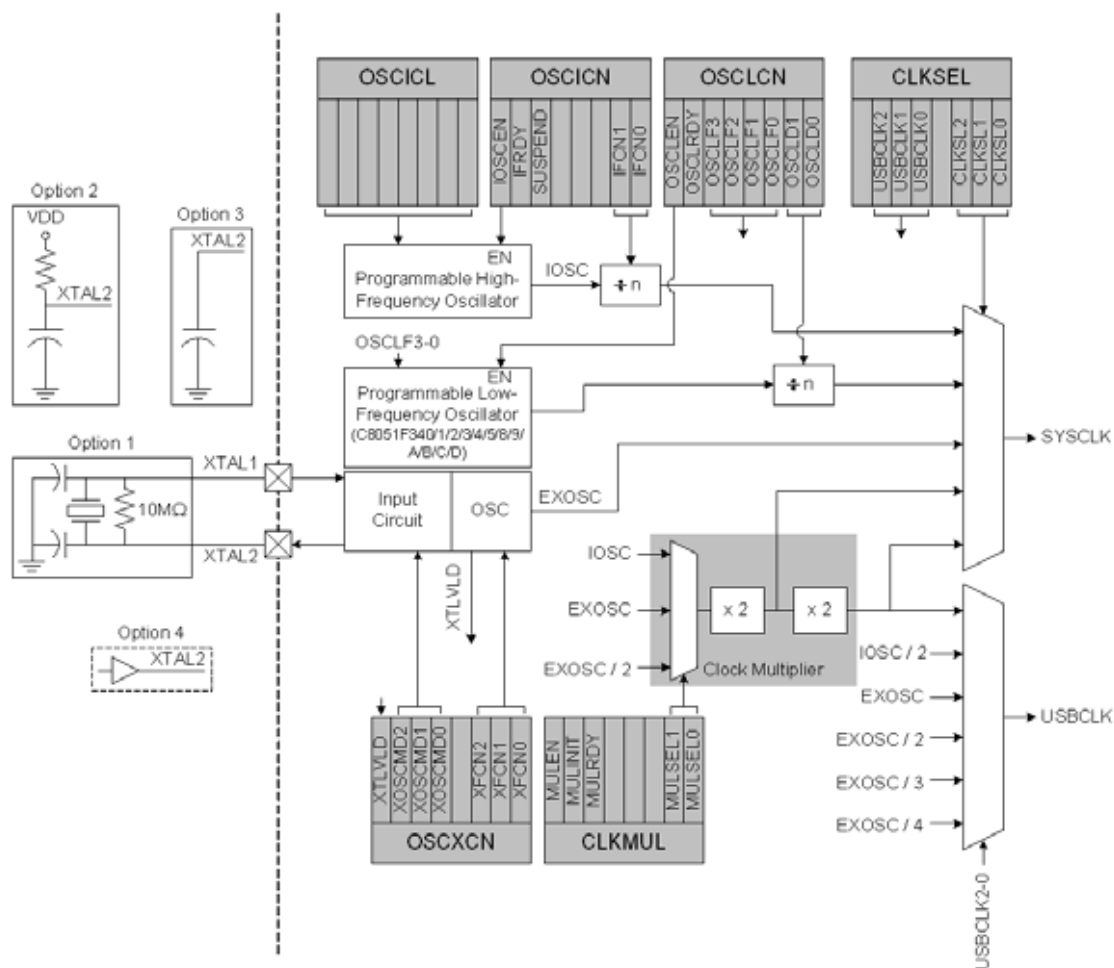 OSCICL
OSCICN
OSCLCN
CLKSEL
IOSCEN
IFRDY
SUSPEND
IFCN1
IFCN0
OSCLEN
OSCLRDY
OSCLF3
OSCLF2
OSCLF1
OSCLF0
OSCLD1
OSCLD0
USBCLK2
USBCLK1
USBCLK0
CLKSL2
CLKSL1
CLKSL0
Option 2
VDD
XTAL2
Option 3
XTAL2
EN
Programmable High-
Frequency Oscillator
IOSC
÷ n
OSCLF3-0
EN
Programmable Low-
Frequency Oscillator
(C8051F340/1/2/3/4/5/8/9/
A/B/C/D)
÷ n
SYSCLK
Option 1
10MΩ
XTAL1
XTAL2
Input
Circuit
OSC
EXOSC
XTLVLD
IOSC
EXOSC
EXOSC / 2
x 2
x 2
Clock Multiplier
Option 4
XTAL2
IOSC / 2
EXOSC
EXOSC / 2
EXOSC / 3
EXOSC / 4
USBCLK
USBCLK2-0
XTLVLD
XOSCMD2
XOSCMD1
XOSCMD0
XFCN2
XFCN1
XFCN0
OSCXCN
MULEN
MULINIT
MULRDY
MULSEL1
MULSEL0
CLKMUL